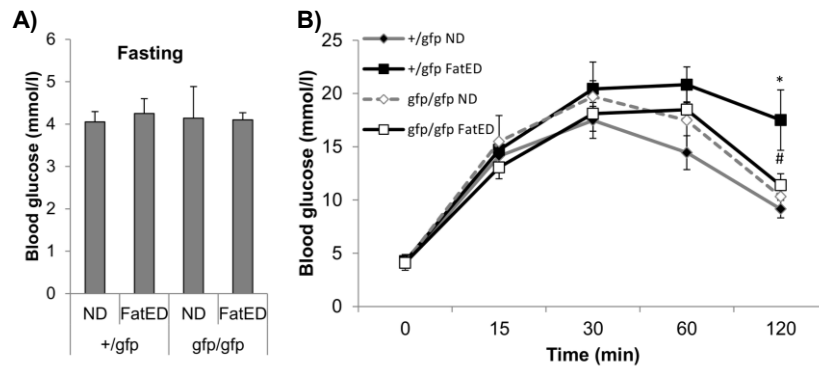 A)
Fasting
Blood glucose (mmol/l)
6
5
4
3
2
1
0
ND FatED ND FatED
+/gfp gfp/gfp
B)
+/gfp ND
+/gfp FatED
gfp/gfp ND
gfp/gfp FatED
Blood glucose (mmol/l)
25
20
15
10
5
0
*
#
0 15 30 60 120
Time (min)